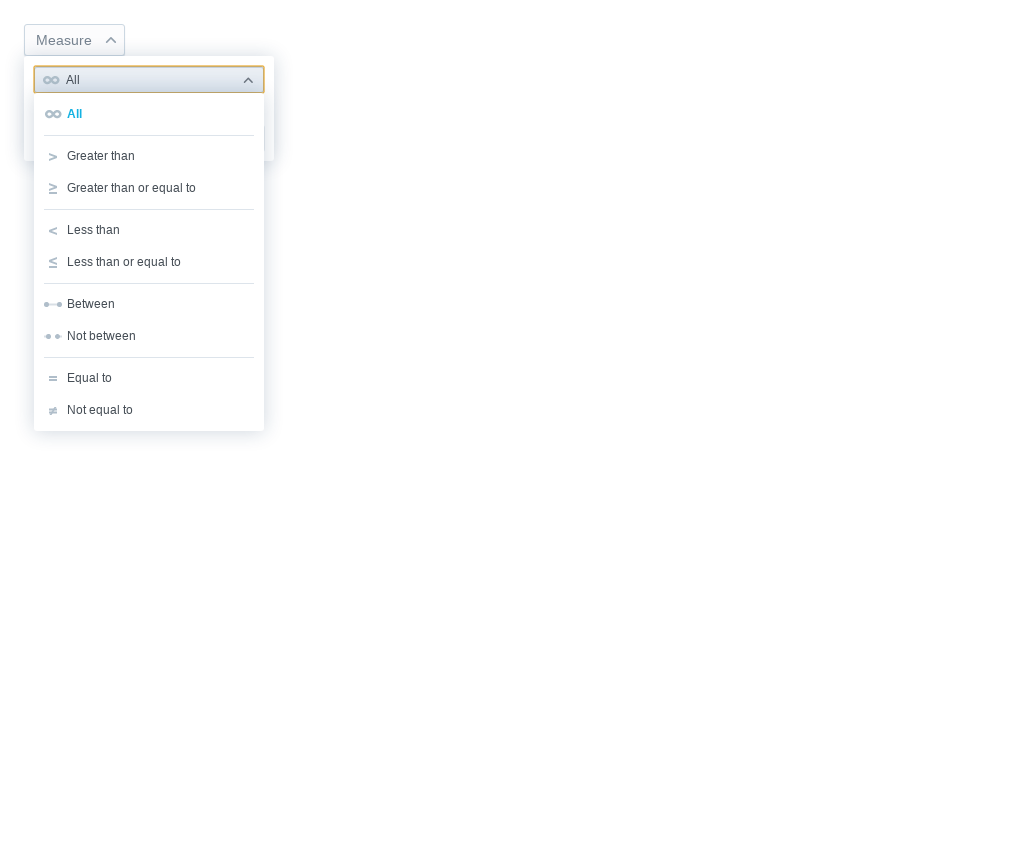 Measure
All
All
> Greater than
≥ Greater than or equal to
< Less than
≤ Less than or equal to
Between
Not between
= Equal to
≠ Not equal to